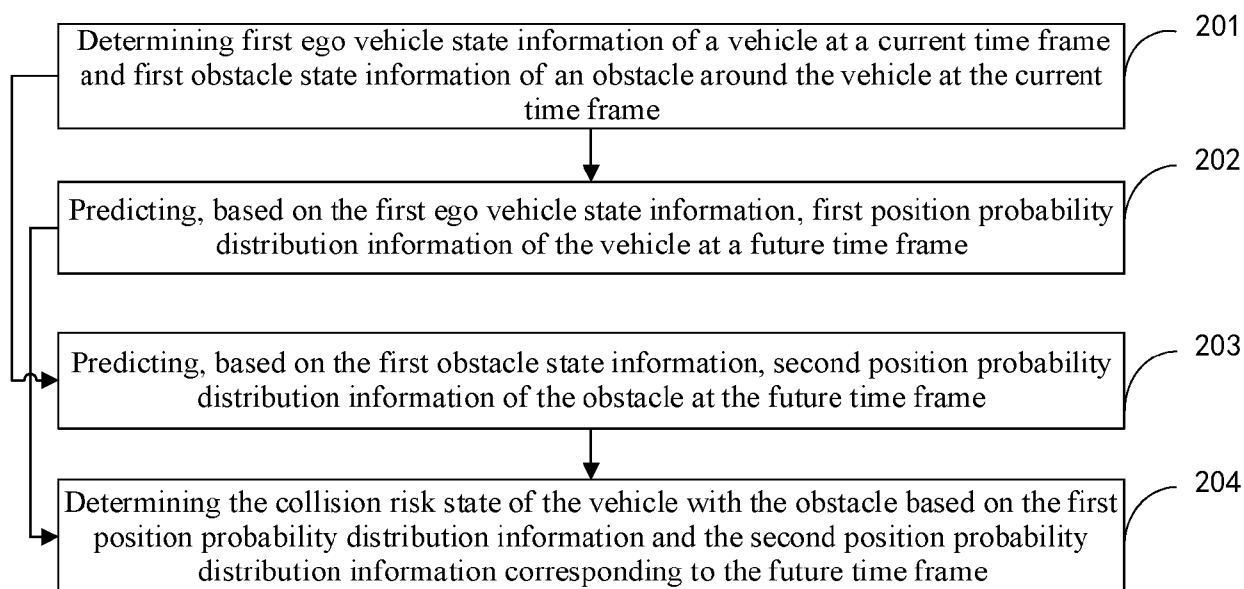 Determining first ego vehicle state information of a vehicle at a current time frame
and first obstacle state information of an obstacle around the vehicle at the current
time frame
201
Predicting, based on the first ego vehicle state information, first position probability
distribution information of the vehicle at a future time frame
202
Predicting, based on the first obstacle state information, second position probability
distribution information of the obstacle at the future time frame
203
Determining the collision risk state of the vehicle with the obstacle based on the first
position probability distribution information and the second position probability
distribution information corresponding to the future time frame
204